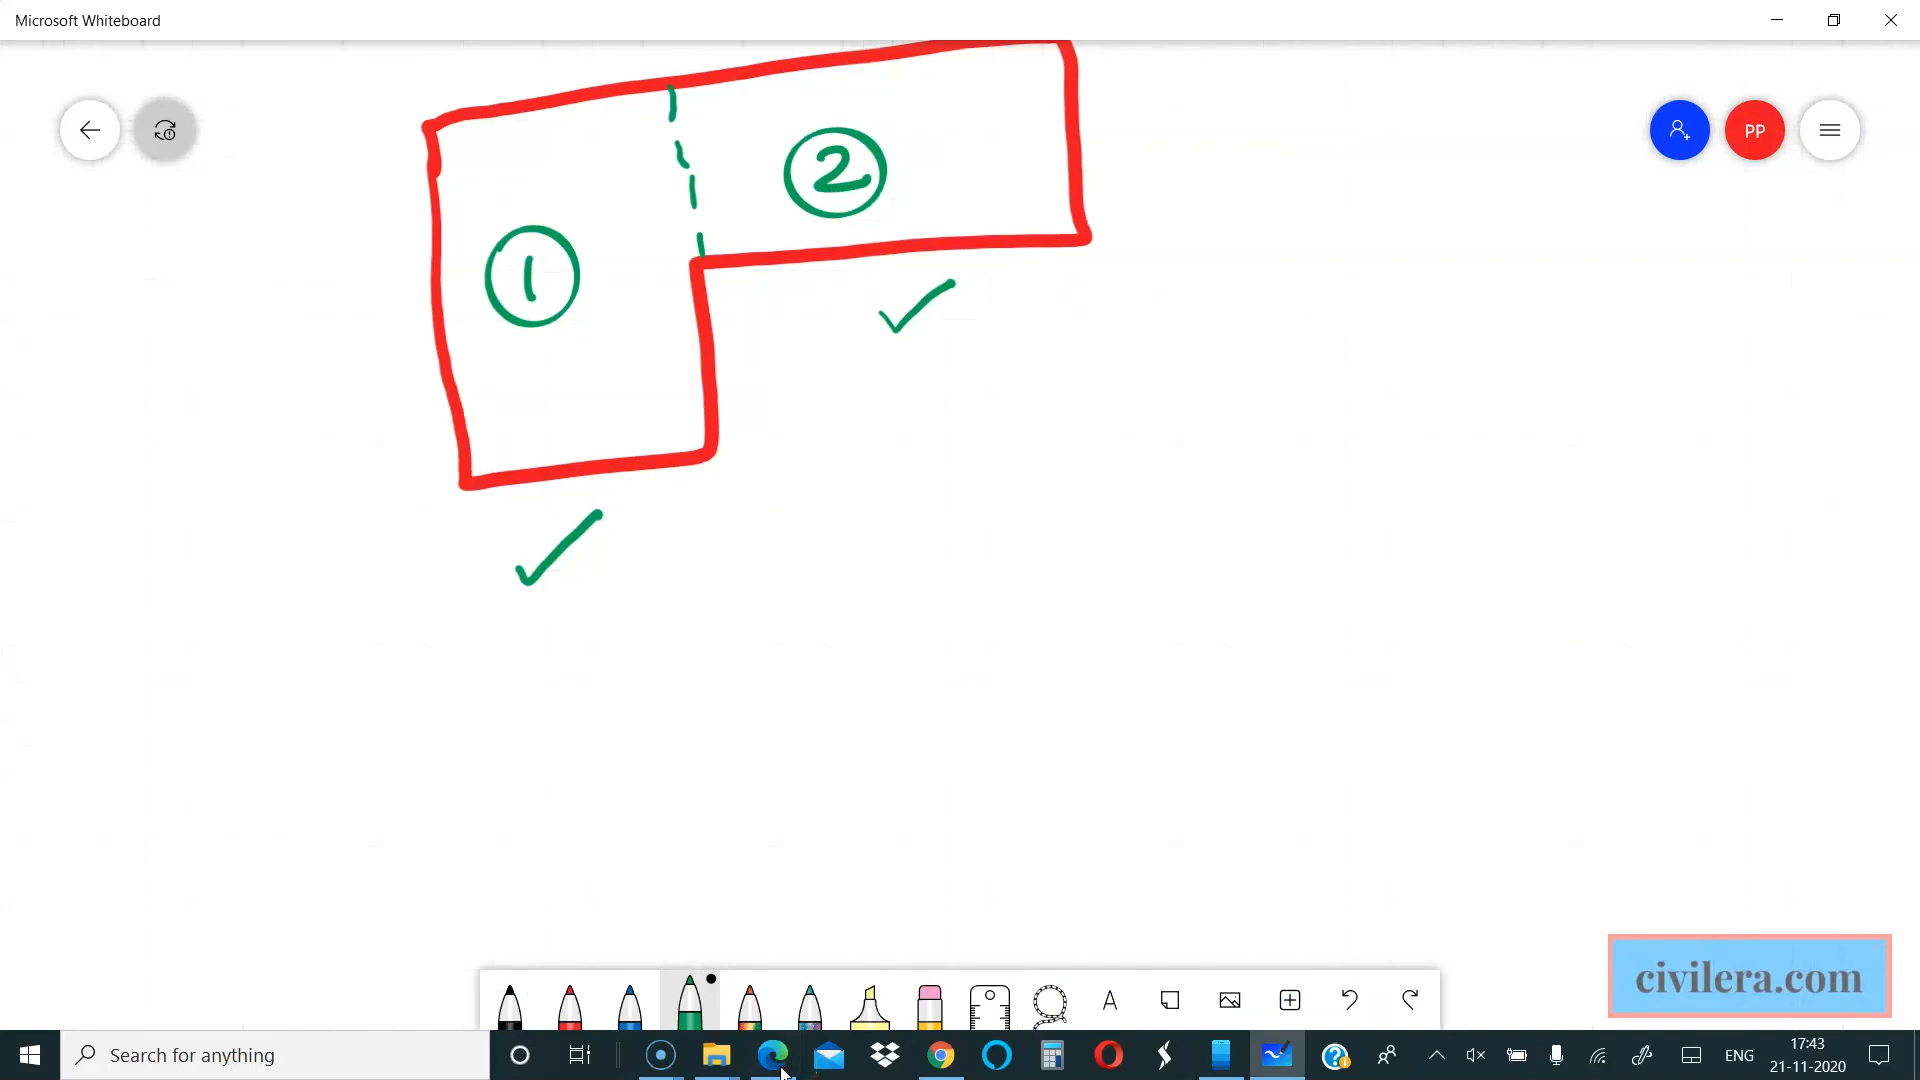 Microsoft Whiteboard
PP
2
1
civilera.com
A
Search for anything
ENG
17:43
21-11-2020